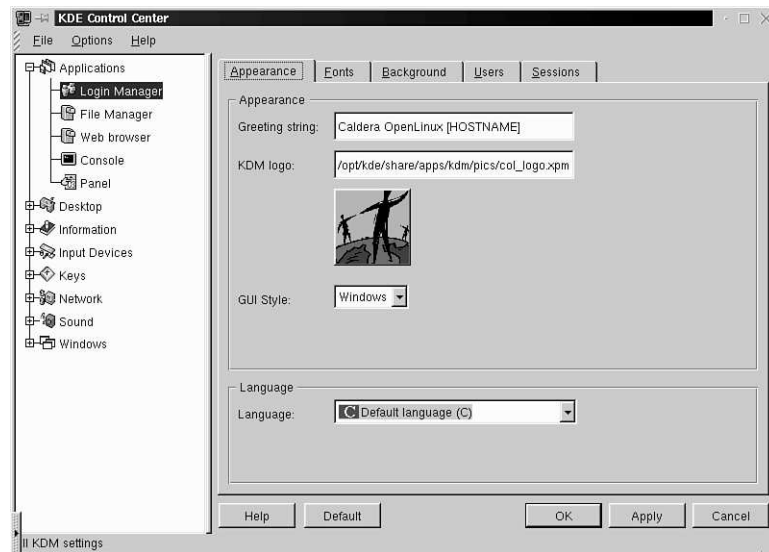 KDE Control Center
File Options Help
Applications
Login Manager
File Manager
Web browser
Console
Panel
Desktop
Information
Input Devices
Keys
Network
Sound
Windows
Appearance Fonts Background Users Sessions
Appearance
Greeting string: Caldera OpenLinux [HOSTNAME]
KDM logo: /opt/kde/share/apps/kdm/pics/col_logo.xpm
GUI Style: Windows
Language
Language: C Default language (C)
Help Default OK Apply Cancel
KDM settings